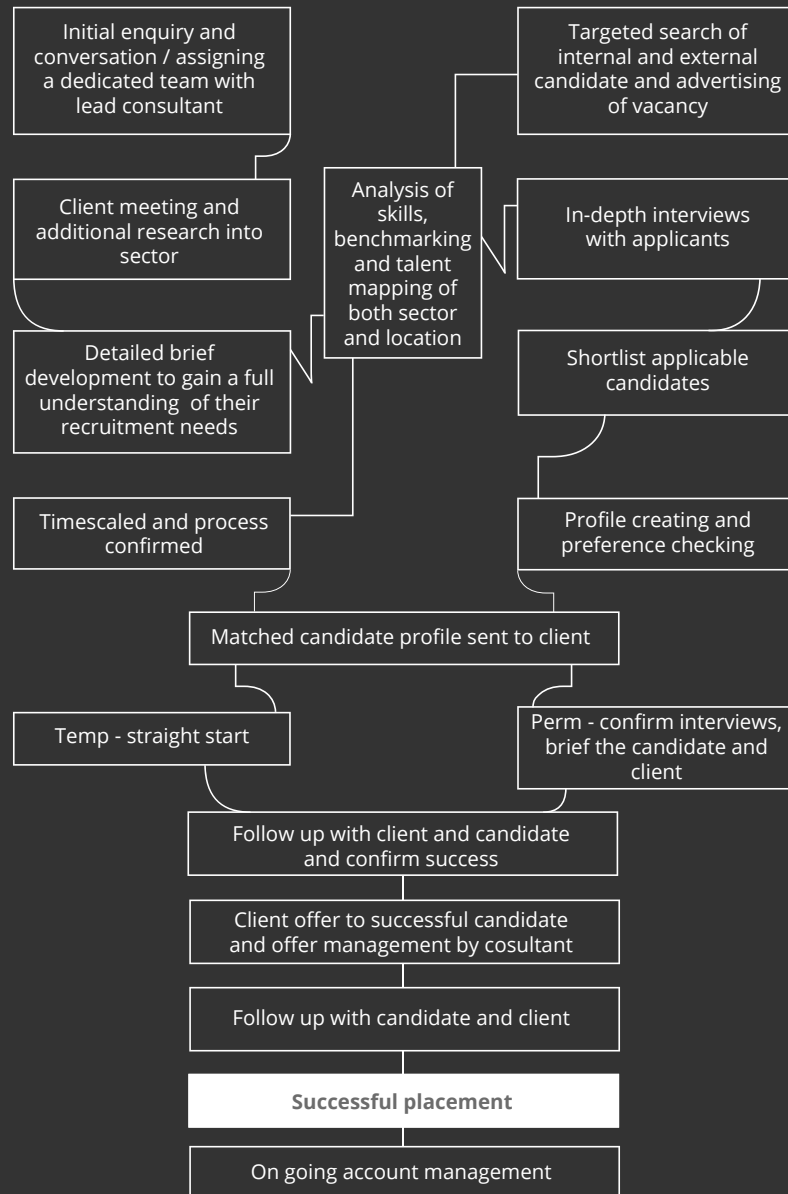 Initial enquiry and
conversation / assigning
a dedicated team with
lead consultant
Client meeting and
additional research into
sector
Detailed brief
development to gain a full
understanding of their
recruitment needs
Timescaled and process
confirmed
Analysis of
skills,
benchmarking
and talent
mapping of
both sector
and location
Targeted search of
internal and external
candidate and advertising
of vacancy
In-depth interviews
with applicants
Shortlist applicable
candidates
Profile creating and
preference checking
Matched candidate profile sent to client
Temp - straight start
Perm - confirm interviews,
brief the candidate and
client
Follow up with client and candidate
and confirm success
Client offer to successful candidate
and offer management by cosultant
Follow up with candidate and client
Successful placement
On going account management